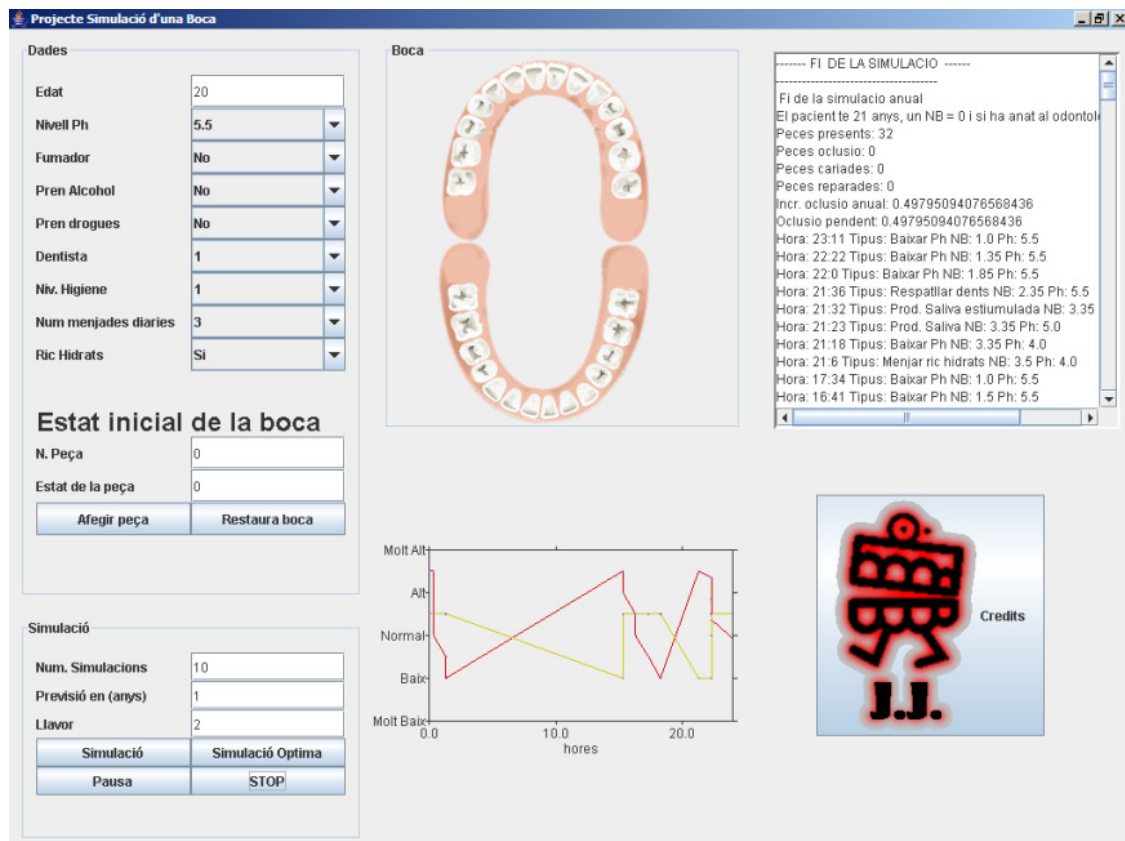 Projecte Simulació d'una Boca
Dades
Edat 20
Nivell Ph 5.5
Fumador No
Pren Alcohol No
Pren drogues No
Dentista 1
Niv. Higiene 1
Num menjades diaries 3
Ric Hidrats Si
Estat inicial de la boca
N. Peça 0
Estat de la peça 0
Afegir peça Restaura boca
Simulació
Num. Simulacions 10
Previsió en (anys) 1
Llavor 2
Simulació Simulació Optima
Pausa STOP
Boca
------- FI DE LA SIMULACIO ------
-------------------------------------
Fi de la simulacio anual
El pacient te 21 anys, un NB = 0 i si ha anat al odontol
Peces presents: 32
Peces oclusio: 0
Peces cariades: 0
Peces reparades: 0
Incr. oclusio anual: 0.49795094076568436
Oclusio pendent: 0.49795094076568436
Hora: 23:11 Tipus: Baixar Ph NB: 1.0 Ph: 5.5
Hora: 22:22 Tipus: Baixar Ph NB: 1.35 Ph: 5.5
Hora: 22:0 Tipus: Baixar Ph NB: 1.85 Ph: 5.5
Hora: 21:36 Tipus: Respatllar dents NB: 2.35 Ph: 5.5
Hora: 21:32 Tipus: Prod. Saliva estiumulada NB: 3.35
Hora: 21:23 Tipus: Prod. Saliva NB: 3.35 Ph: 5.0
Hora: 21:18 Tipus: Baixar Ph NB: 3.35 Ph: 4.0
Hora: 21:6 Tipus: Menjar ric hidrats NB: 3.5 Ph: 4.0
Hora: 17:34 Tipus: Baixar Ph NB: 1.0 Ph: 5.5
Hora: 16:41 Tipus: Baixar Ph NB: 1.5 Ph: 5.5
Molt Alt
Alt
Normal
Baix
Molt Baix
0.0 10.0 20.0
hores
J.J.
Credits